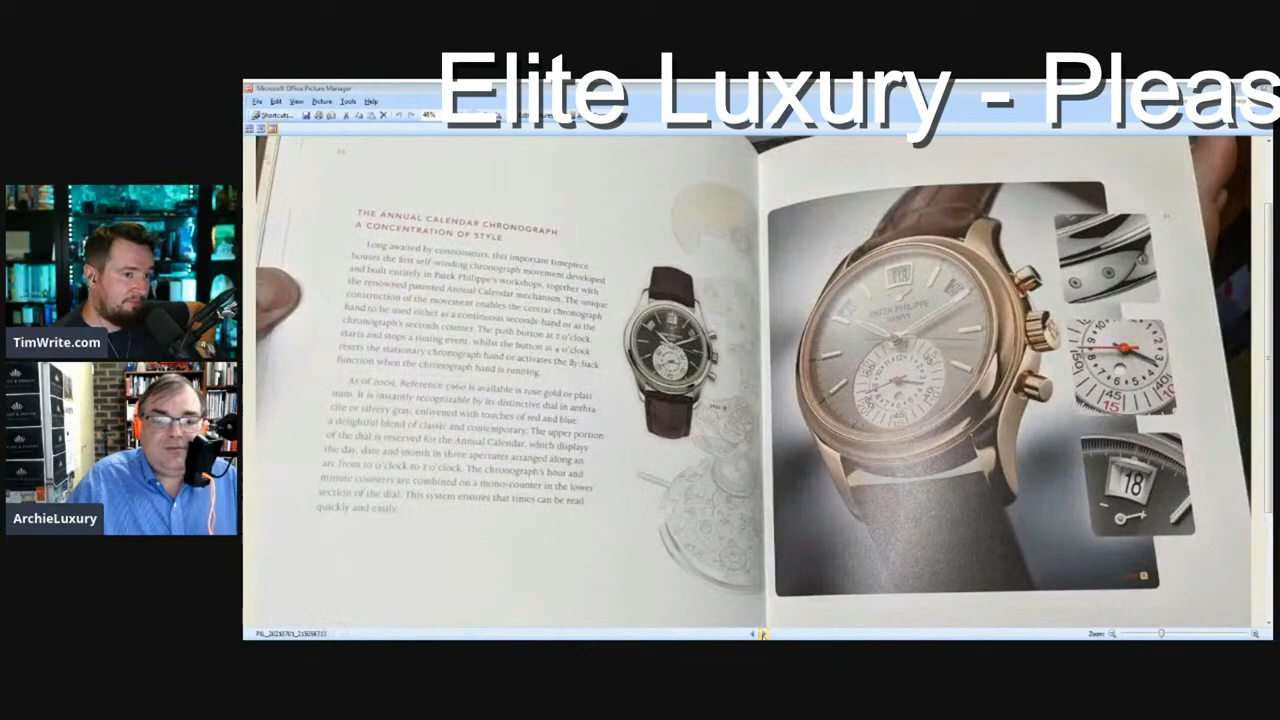 Elite Luxury - Pleas
Microsoft Office Picture Manager
File Edit View Picture Tools Help
Shortcuts...
46%
THE ANNUAL CALENDAR CHRONOGRAPH
A CONCENTRATION OF STYLE
Long awaited by connoisseurs, this important timepiece
houses the first self-winding chronograph movement developed
and built entirely in Patek Philippe's workshops, together with
the renowned patented Annual Calendar mechanism. The unique
construction of the movement enables the central chronograph
hand to be used either as a continuous seconds hand or as the
chronograph's seconds counter. The push button at 2 o'clock
starts and stops a timing event, whilst the button at 4 o'clock
resets the stationary chronograph hand or activates the fly-back
function when the chronograph hand is running.
As of 2009, Reference 5960 is available in rose gold or plati-
num. It is instantly recognizable by its distinctive dial in anthra-
cite or silvery gray, enlivened with touches of red and blue,
a delightful blend of classic and contemporary. The upper portion
of the dial is reserved for the Annual Calendar, which displays
the day, date and month in three apertures arranged along an
arc from 10 o'clock to 2 o'clock. The chronograph's hour and
minute counters are combined on a mono-counter in the lower
section of the dial. This system ensures that times can be read
quickly and easily.
18
PATEK PHILIPPE
GENEVE
45
15
18
TimWrite.com
ArchieLuxury
Zoom: